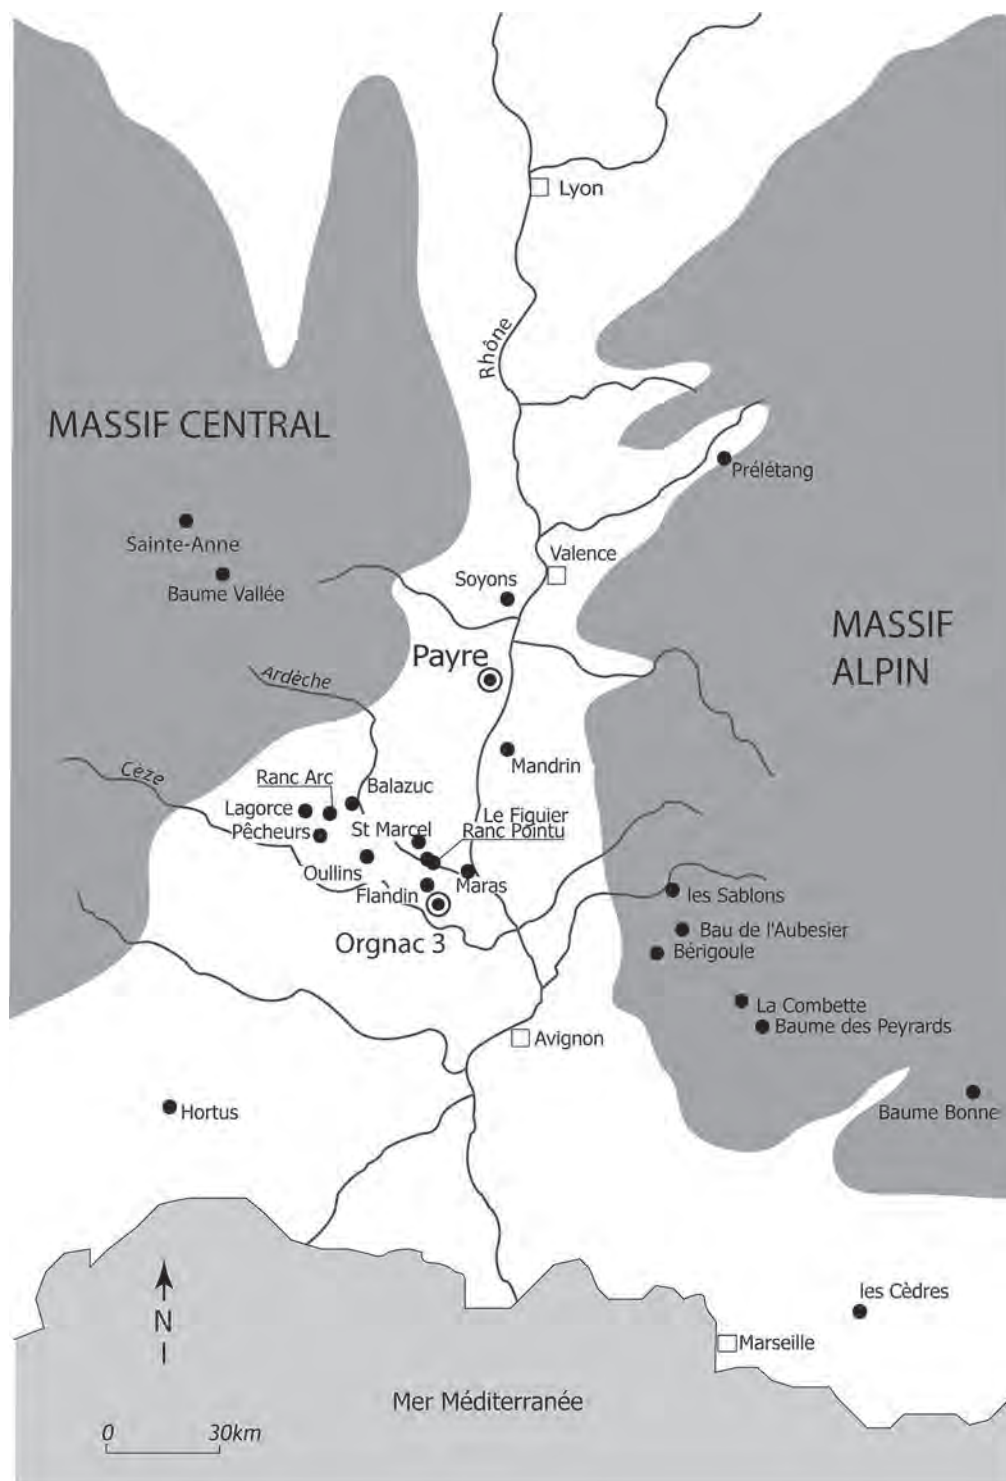 Lyon
Rhône
MASSIF CENTRAL
Prélétang
Sainte-Anne
Valence
Baume Vallée
Soyons
MASSIF
ALPIN
Payre
Ardèche
Mandrin
Cèze
Ranc Arc
Balazuc
Lagorce
Le Figuier
Pêcheurs
St Marcel
Ranc Pointu
Oullins
Maras
Flandin
les Sablons
Orgnac 3
Bau de l'Aubesier
Bérigoule
La Combette
Baume des Peyrards
Avignon
Hortus
Baume Bonne
les Cèdres
N
Marseille
Mer Méditerranée
0 30km